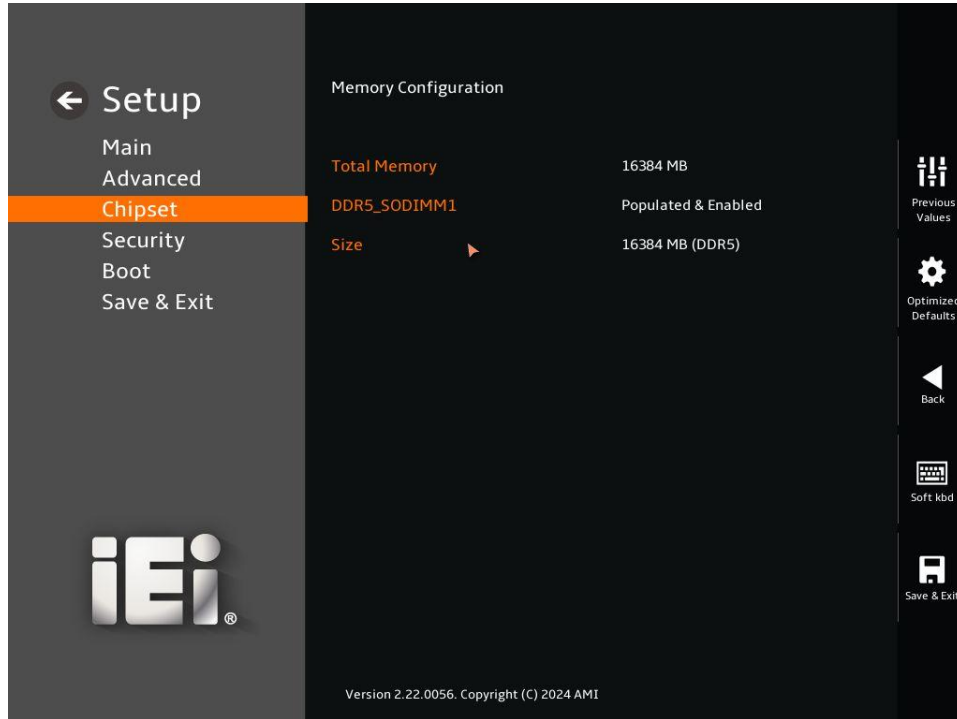 Setup
Main
Advanced
Chipset
Security
Boot
Save & Exit
iEi®
Memory Configuration
Total Memory 16384 MB
DDR5_SODIMM1 Populated & Enabled
Size 16384 MB (DDR5)
Version 2.22.0056. Copyright (C) 2024 AMI
Previous
Values
Optimized
Defaults
Back
Soft kbd
Save & Exit